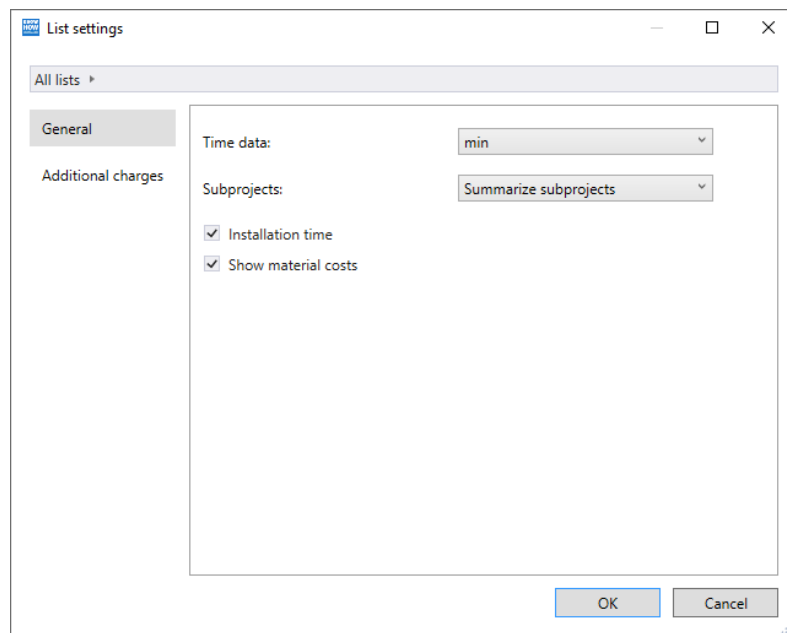 List settings
All lists
General
Additional charges
Time data: min
Subprojects: Summarize subprojects
Installation time
Show material costs
OK Cancel